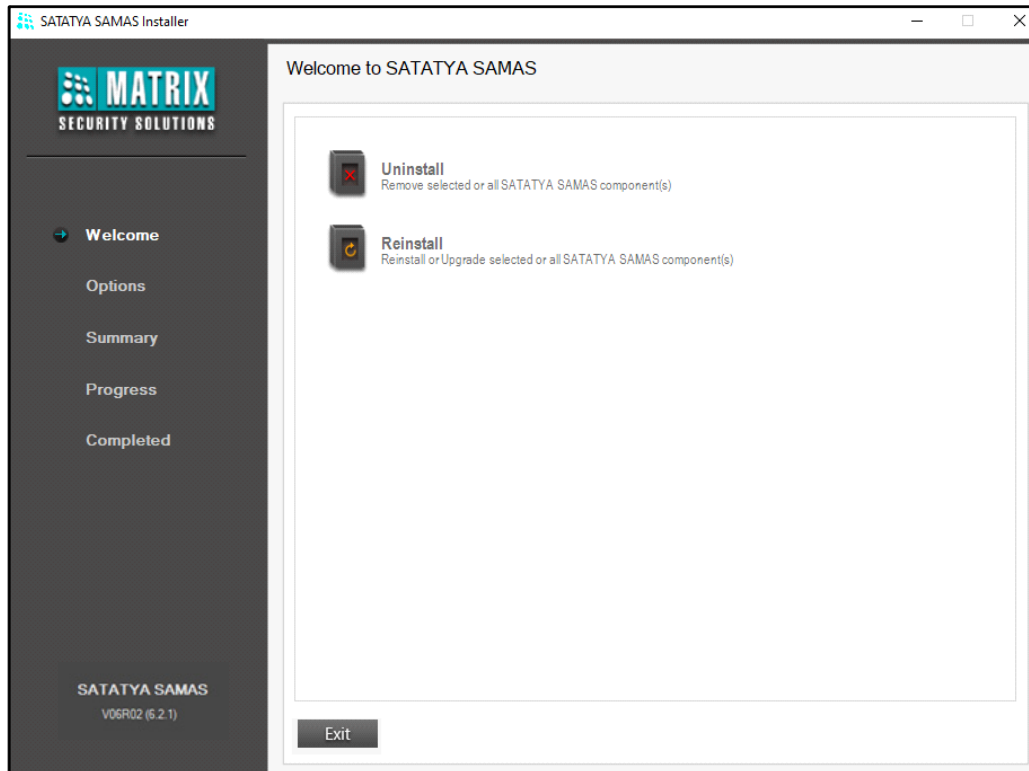 SATATYA SAMAS Installer
MATRIX
SECURITY SOLUTIONS
Welcome
Options
Summary
Progress
Completed
SATATYA SAMAS
V06R02 (6.2.1)
Welcome to SATATYA SAMAS
Uninstall
Remove selected or all SATATYA SAMAS component(s)
Reinstall
Reinstall or Upgrade selected or all SATATYA SAMAS component(s)
Exit